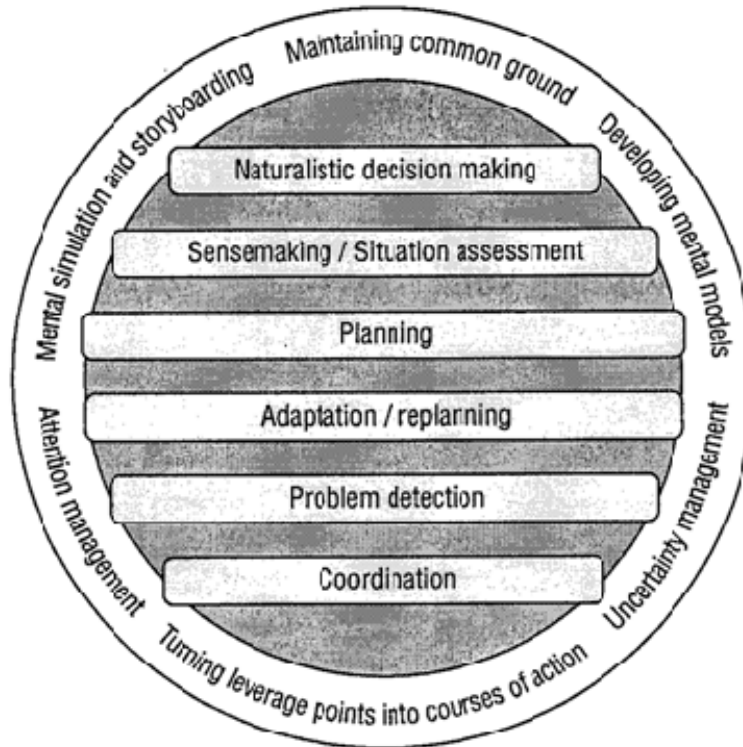 Maintaining common ground
Mental simulation and storyboarding
Developing mental models
Naturalistic decision making
Sensemaking / Situation assessment
Planning
Adaptation / replanning
Problem detection
Coordination
Attention management
Uncertainty management
Turning leverage points into courses of action